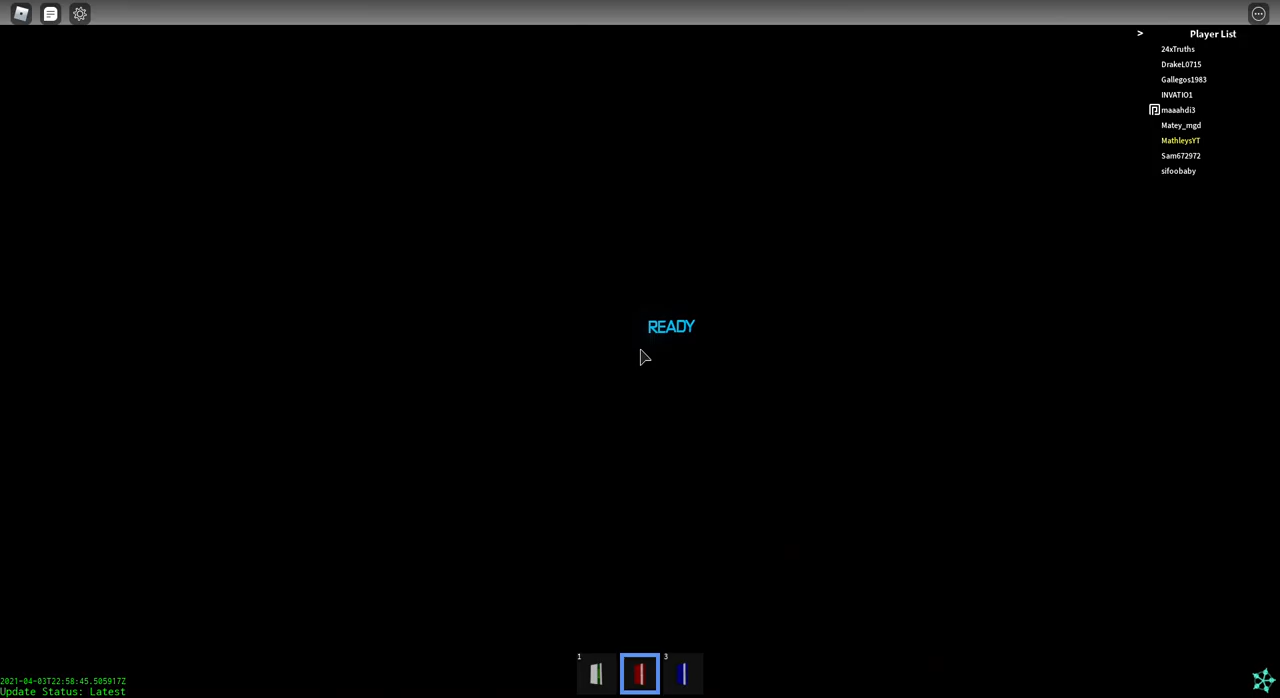 > Player List
24xTruths
DrakeL0715
Gallegos1983
INVATIO1
maaahdi3
Matey_mgd
MathleysYT
Sam672972
sifoobaby
READY
1 3
2021-04-03T22:58:45.505917Z
Update Status: Latest